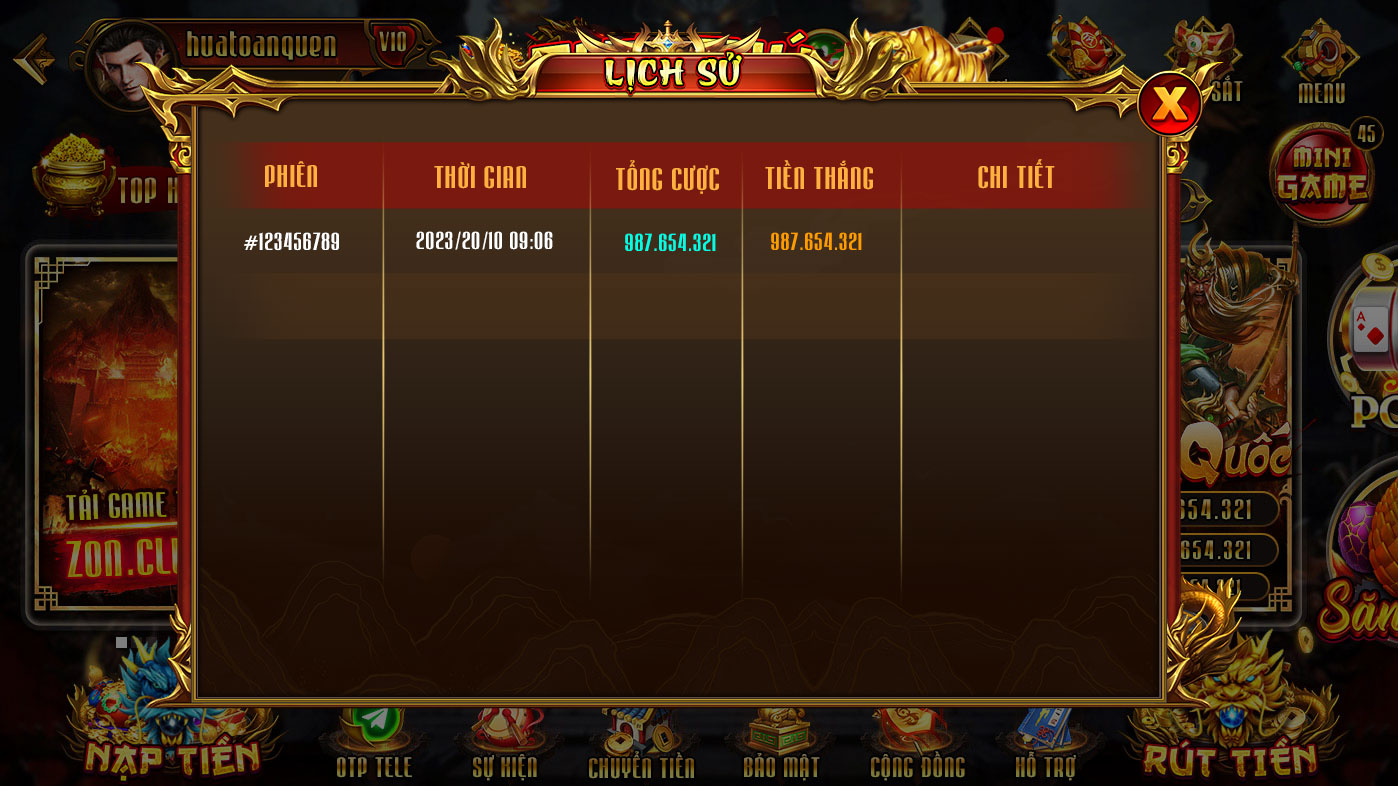 huatoanquen
V10
LỊCH SỬ
SÁT
MENU
45
MINI
GAME
TOP H
PHIÊN
THỜI GIAN
TỔNG CƯỢC
TIỀN THẮNG
CHI TIẾT
#123456789
2023/20/10 09:06
987.654.321
987.654.321
A
PO
Quốc
TẢI GAME
ZON.CLU
654.321
654.321
Săn
NẠP TIỀN
OTP TELE
SỰ KIỆN
CHUYỂN TIỀN
BẢO MẬT
CỘNG ĐỒNG
HỖ TRỢ
RÚT TIỀN